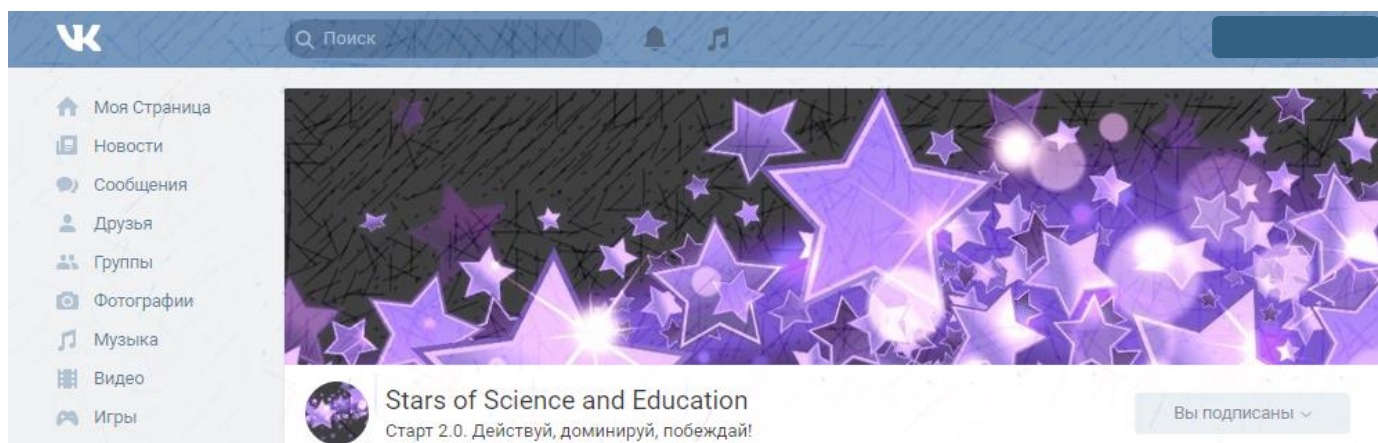 VK
Поиск
Моя Страница
Новости
Сообщения
Друзья
Группы
Фотографии
Музыка
Видео
Игры
Stars of Science and Education
Старт 2.0. Действуй, доминируй, побеждай!
Вы подписаны